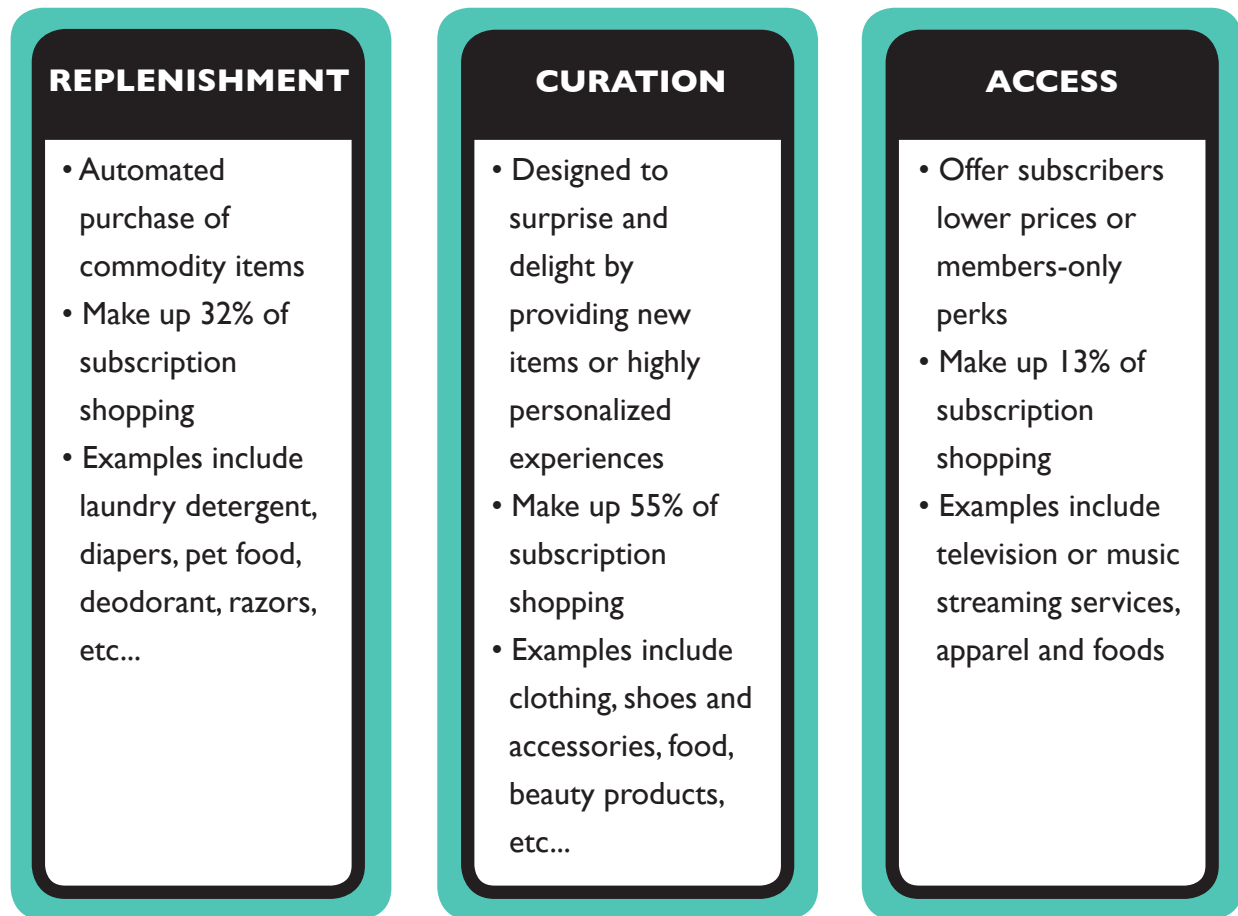 REPLENISHMENT
• Automated
purchase of
commodity items
• Make up 32% of
subscription
shopping
• Examples include
laundry detergent,
diapers, pet food,
deodorant, razors,
etc...
CURATION
• Designed to
surprise and
delight by
providing new
items or highly
personalized
experiences
• Make up 55% of
subscription
shopping
• Examples include
clothing, shoes and
accessories, food,
beauty products,
etc...
ACCESS
• Offer subscribers
lower prices or
members-only
perks
• Make up 13% of
subscription
shopping
• Examples include
television or music
streaming services,
apparel and foods